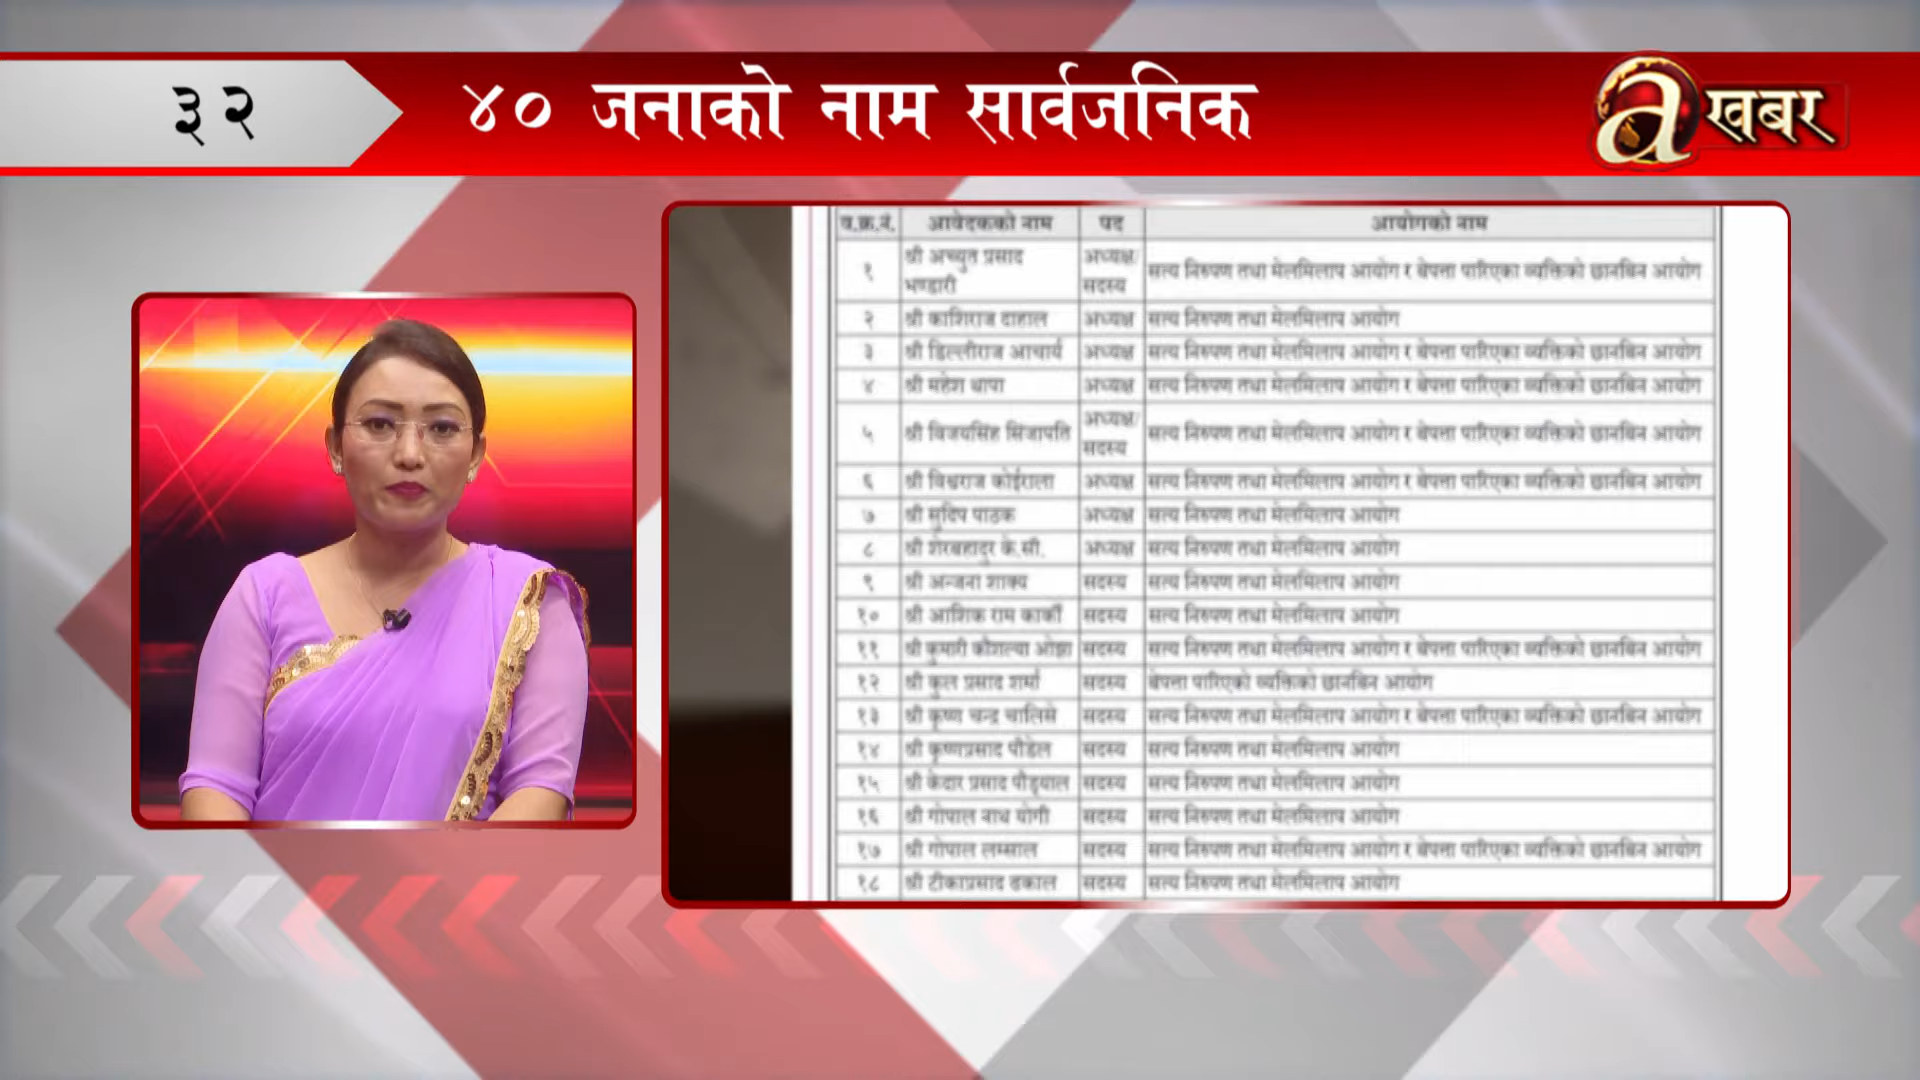 ३२
४० जनाको नाम सार्वजनिक
a खबर
व.क्र.नं. आवेदकको नाम पद आयोगको नाम
१ श्री अच्युत प्रसाद भण्डारी अध्यक्ष/सदस्य सत्य निरुपण तथा मेलमिलाप आयोग र बेपत्ता पारिएका व्यक्तिको छानबिन आयोग
२ श्री काशिराज दाहाल अध्यक्ष सत्य निरुपण तथा मेलमिलाप आयोग
३ श्री डिल्लीराज आचार्य अध्यक्ष सत्य निरुपण तथा मेलमिलाप आयोग र बेपत्ता पारिएका व्यक्तिको छानबिन आयोग
४ श्री महेश थापा अध्यक्ष सत्य निरुपण तथा मेलमिलाप आयोग र बेपत्ता पारिएका व्यक्तिको छानबिन आयोग
५ श्री विजयसिंह सिजापति अध्यक्ष/सदस्य सत्य निरुपण तथा मेलमिलाप आयोग र बेपत्ता पारिएका व्यक्तिको छानबिन आयोग
६ श्री विश्वराज कोईराला अध्यक्ष सत्य निरुपण तथा मेलमिलाप आयोग र बेपत्ता पारिएका व्यक्तिको छानबिन आयोग
७ श्री सुदिप पाठक अध्यक्ष सत्य निरुपण तथा मेलमिलाप आयोग
८ श्री शेरबहादुर के.सी. अध्यक्ष सत्य निरुपण तथा मेलमिलाप आयोग
९ श्री अन्जना शाक्य सदस्य सत्य निरुपण तथा मेलमिलाप आयोग
१० श्री आशिक राम कार्की सदस्य सत्य निरुपण तथा मेलमिलाप आयोग
११ श्री कुमारी कौशल्या ओझा सदस्य सत्य निरुपण तथा मेलमिलाप आयोग र बेपत्ता पारिएका व्यक्तिको छानबिन आयोग
१२ श्री कुल प्रसाद शर्मा सदस्य बेपत्ता पारिएको व्यक्तिको छानबिन आयोग
१३ श्री कृष्ण चन्द्र चालिसे सदस्य सत्य निरुपण तथा मेलमिलाप आयोग र बेपत्ता पारिएका व्यक्तिको छानबिन आयोग
१४ श्री कृष्णप्रसाद पौडेल सदस्य सत्य निरुपण तथा मेलमिलाप आयोग
१५ श्री केदार प्रसाद पौड्याल सदस्य सत्य निरुपण तथा मेलमिलाप आयोग
१६ श्री गोपाल नाथ योगी सदस्य सत्य निरुपण तथा मेलमिलाप आयोग
१७ श्री गोपाल लम्साल सदस्य सत्य निरुपण तथा मेलमिलाप आयोग र बेपत्ता पारिएका व्यक्तिको छानबिन आयोग
१८ श्री टीकाप्रसाद ढकाल सदस्य सत्य निरुपण तथा मेलमिलाप आयोग